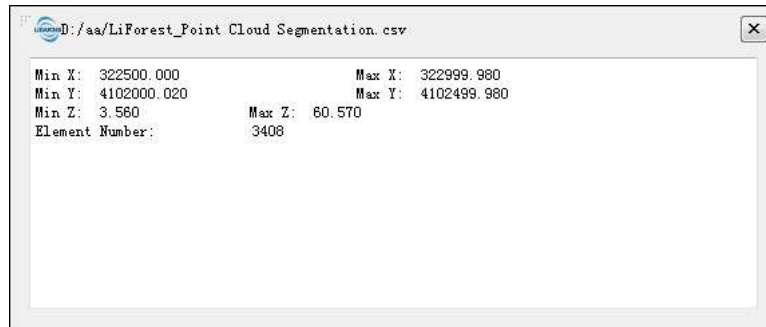 D:/aa/LiForest_Point Cloud Segmentation.csv
Min X: 322500.000 Max X: 322999.980
Min Y: 4102000.020 Max Y: 4102499.980
Min Z: 3.560 Max Z: 60.570
Element Number: 3408